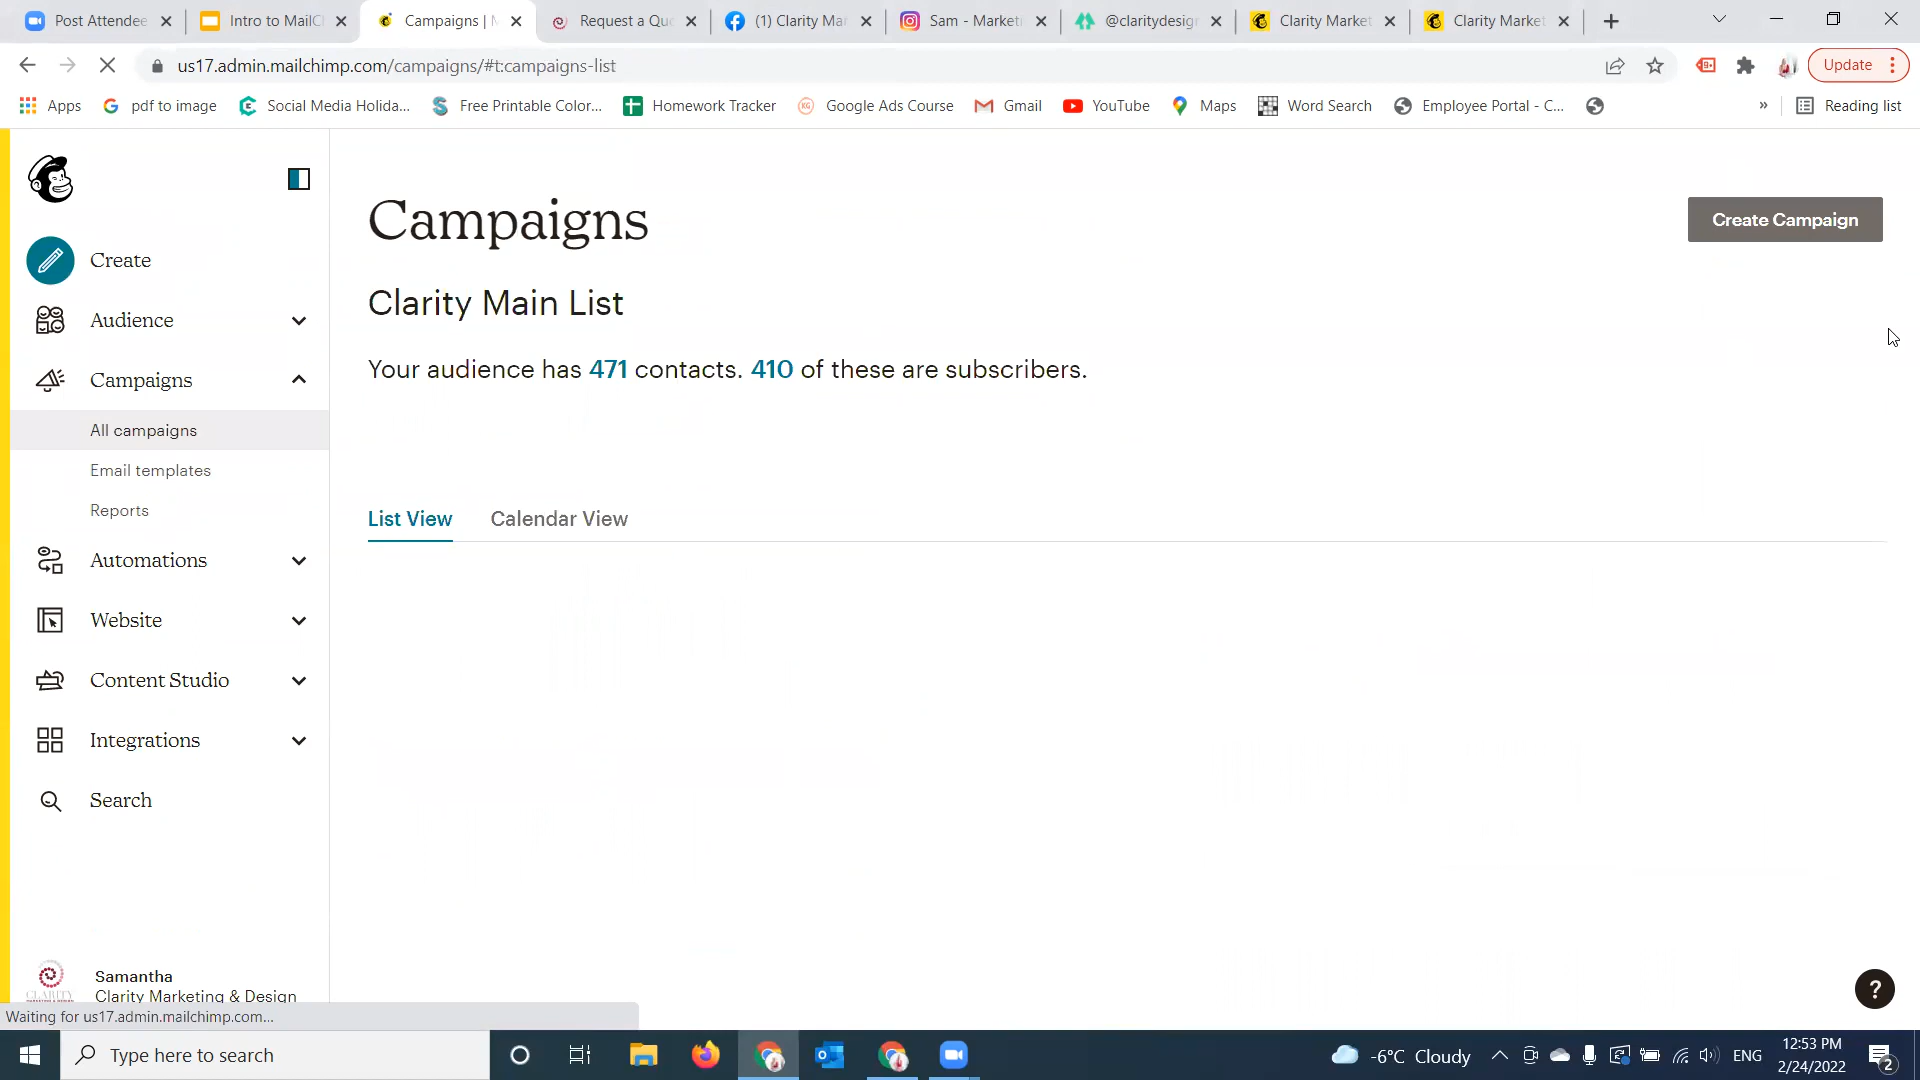 Post Attendee
Intro to MailC
Campaigns | M
Request a Quo
(1) Clarity Mar
Sam - Marketi
@claritydesign
Clarity Market
Clarity Market
us17.admin.mailchimp.com/campaigns/#t:campaigns-list
Update
Apps
pdf to image
Social Media Holida...
Free Printable Color...
Homework Tracker
Google Ads Course
Gmail
YouTube
Maps
Word Search
Employee Portal - C...
»
Reading list
Create
Audience
Campaigns
All campaigns
Email templates
Reports
Automations
Website
Content Studio
Integrations
Search
Samantha
Clarity Marketing & Design
CLARITY
Waiting for us17.admin.mailchimp.com...
Campaigns
Create Campaign
Clarity Main List
Your audience has 471 contacts. 410 of these are subscribers.
List View
Calendar View
?
Type here to search
-6°C Cloudy
ENG
12:53 PM
2/24/2022
2